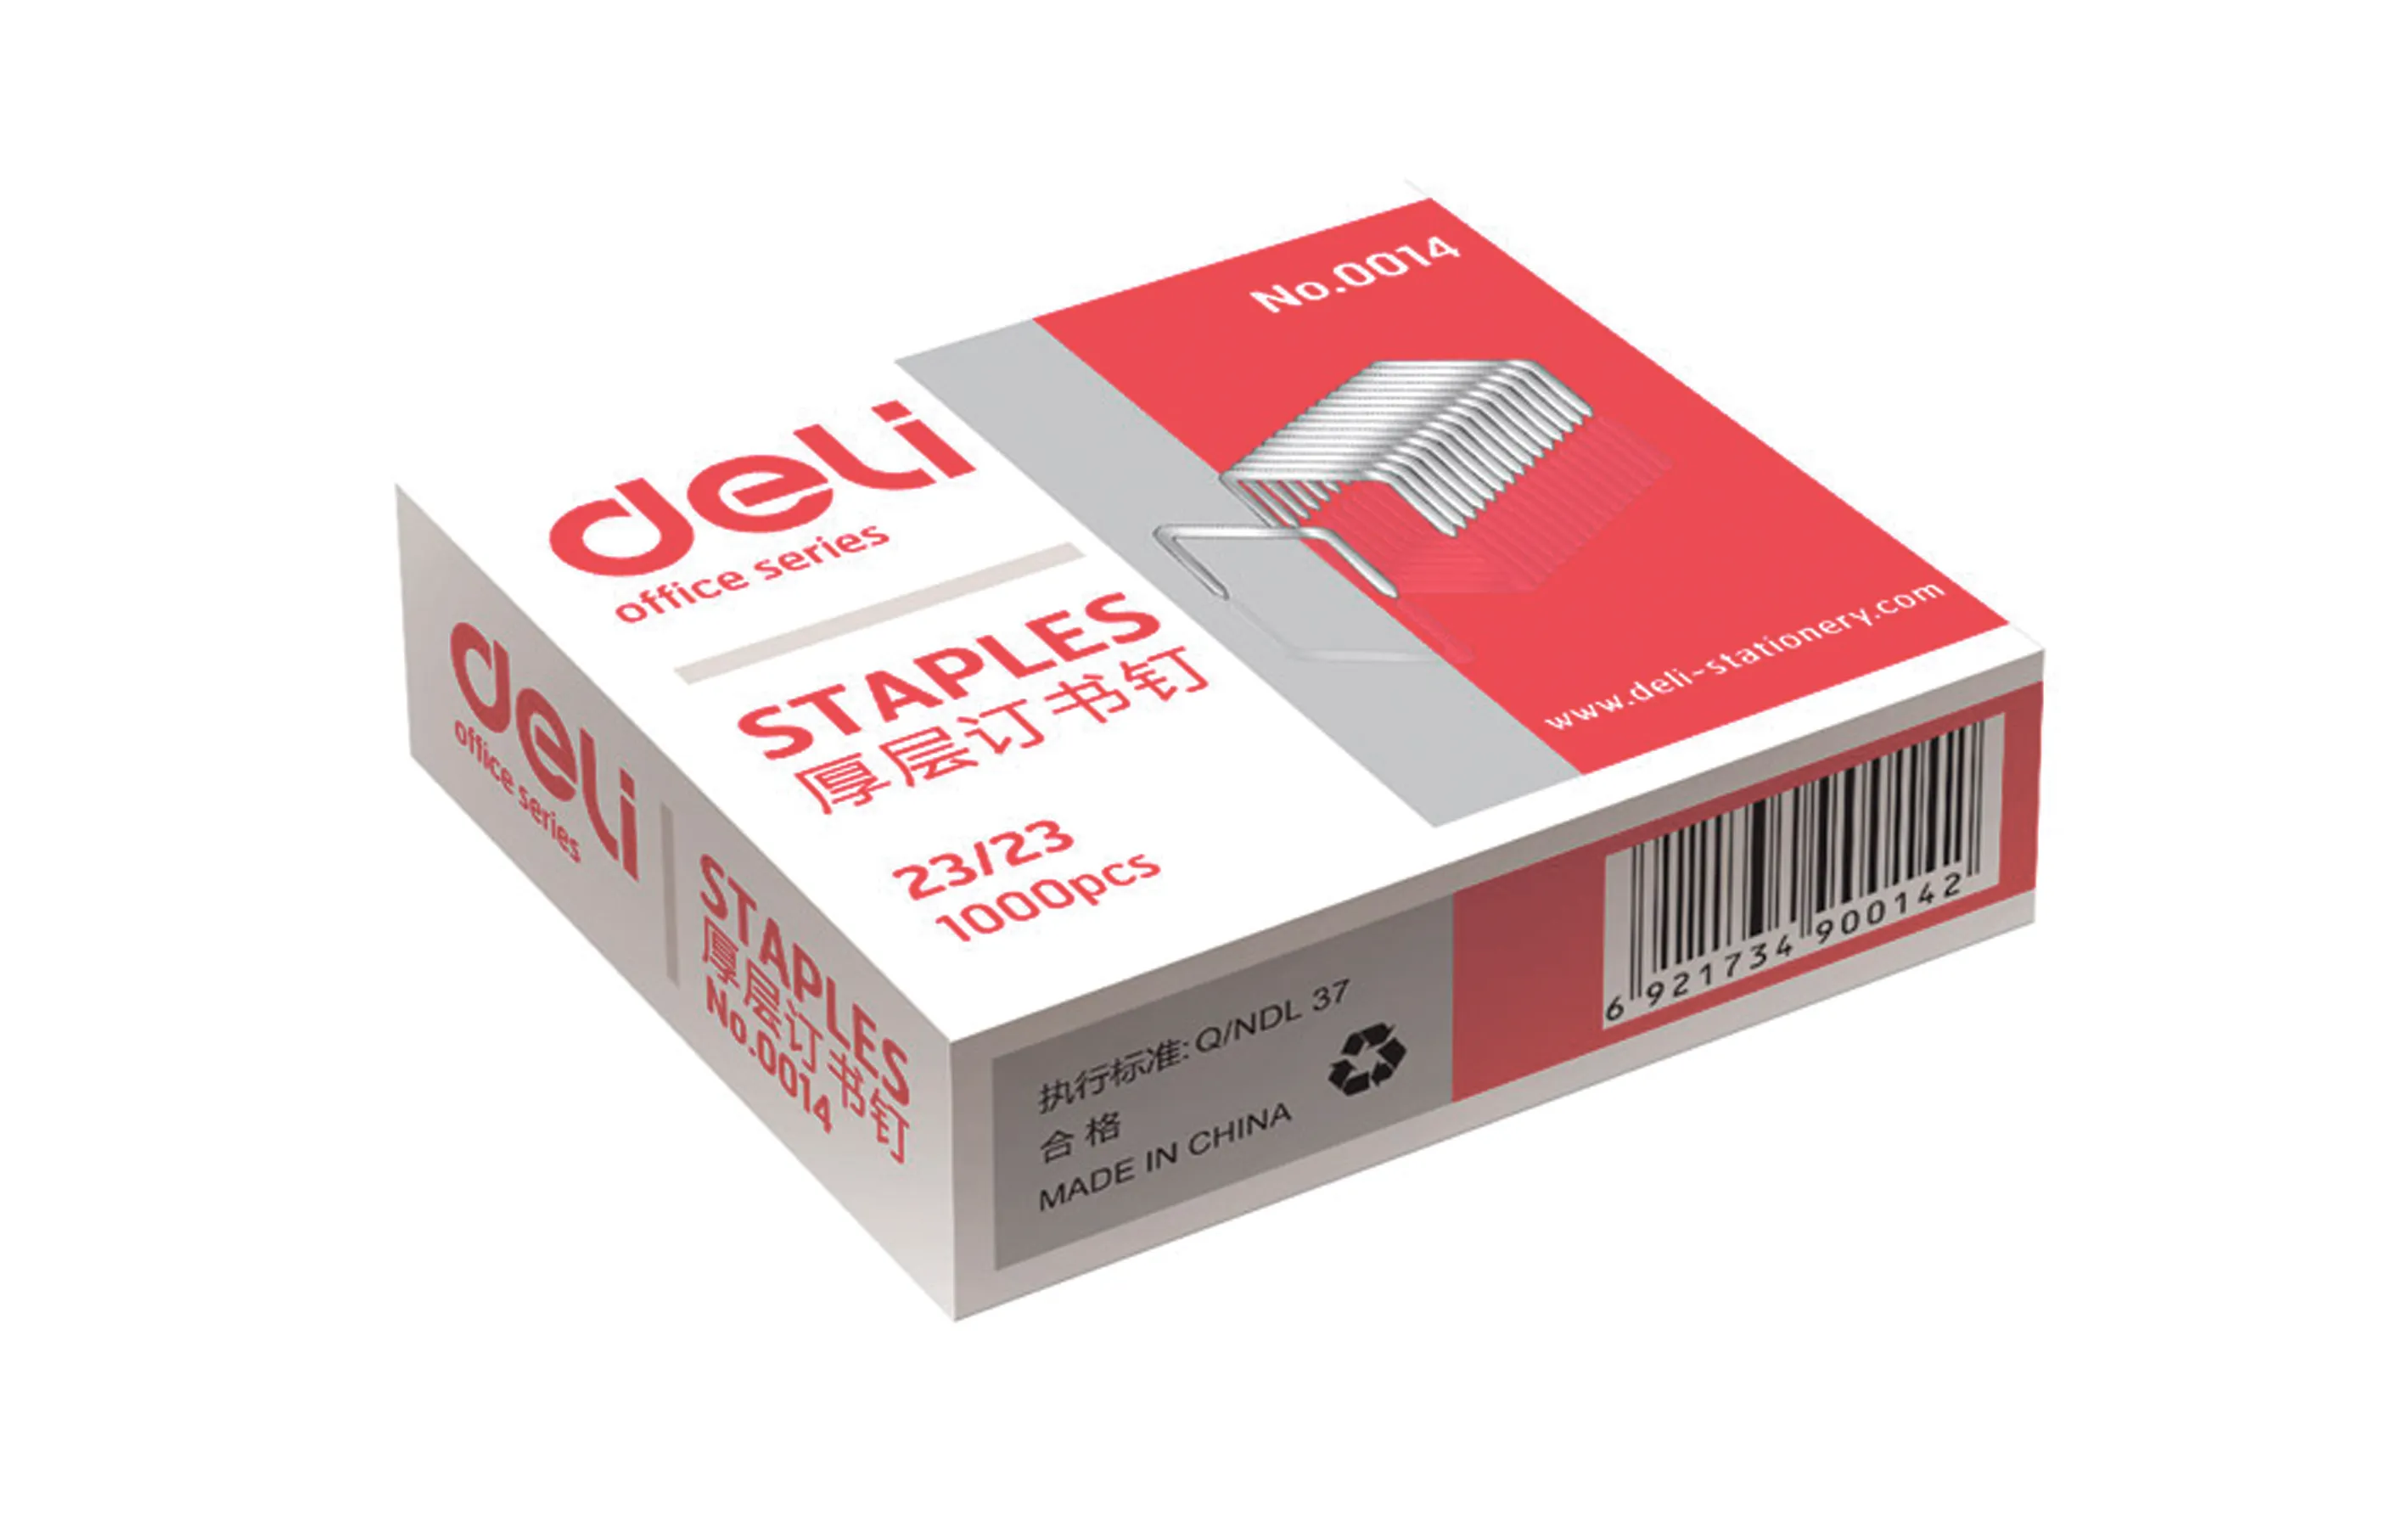 deli
office series
STAPLES
厚层订书钉
23/23
1000pcs
No.0014
www.deli-stationery.com
deli
office series
STAPLES
厚层订书钉
No.0014
执行标准: Q/NDL 37
合格
MADE IN CHINA
6 921734 900142